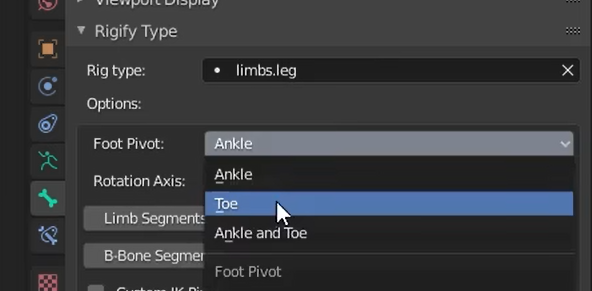 Viewport Display
Rigify Type
Rig type: limbs.leg
Options:
Foot Pivot: Ankle
Ankle
Rotation Axis:
Toe
Limb Segments
Ankle and Toe
B-Bone Segmen
Foot Pivot
Custom IK Pi